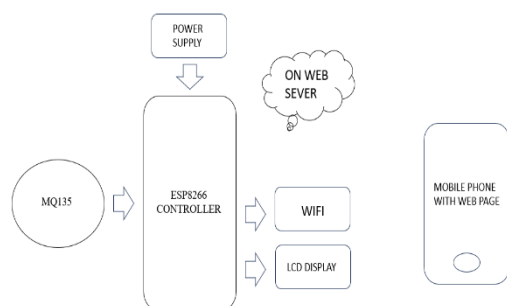 POWER
SUPPLY
ON WEB
SEVER
MQ135
ESP8266
CONTROLLER
WIFI
LCD DISPLAY
MOBILE PHONE
WITH WEB PAGE